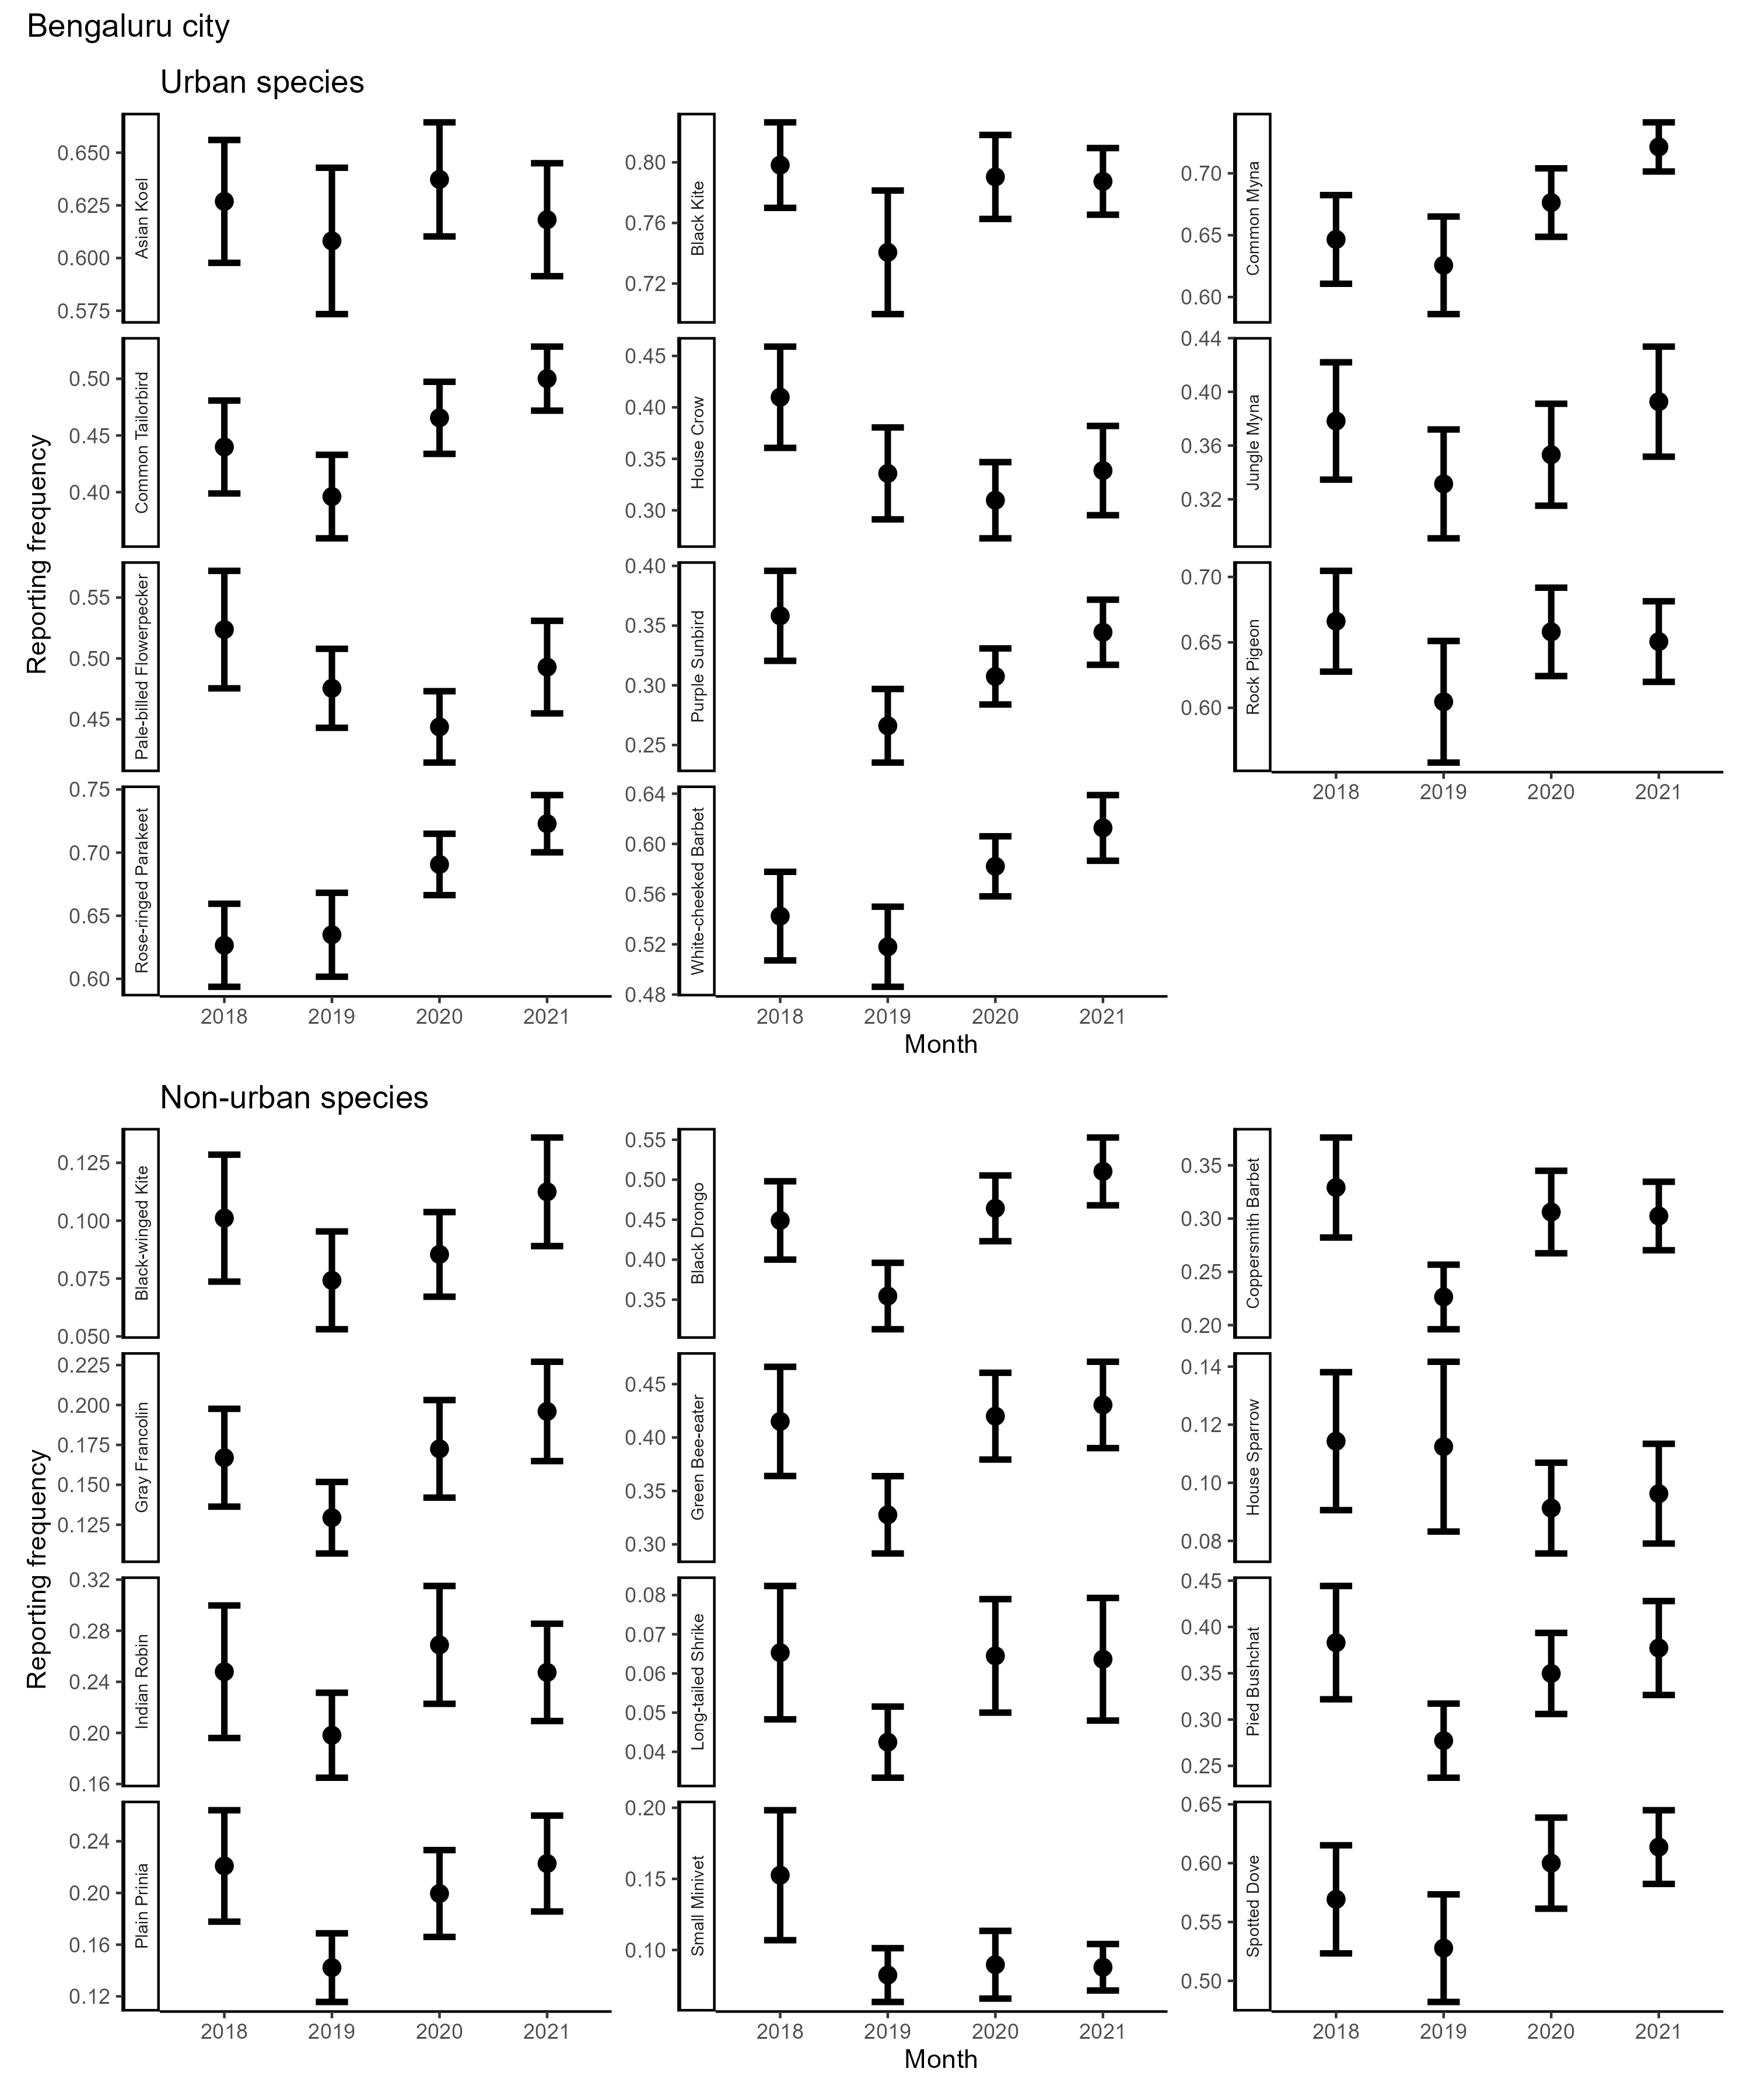 Bengaluru city
Urban species
Reporting frequency
Asian Koel
0.650
0.625
0.600
0.575
Black Kite
0.80
0.76
0.72
Common Myna
0.70
0.65
0.60
Common Tailorbird
0.50
0.45
0.40
House Crow
0.45
0.40
0.35
0.30
Jungle Myna
0.44
0.40
0.36
0.32
Pale-billed Flowerpecker
0.55
0.50
0.45
Purple Sunbird
0.40
0.35
0.30
0.25
Rock Pigeon
0.70
0.65
0.60
2018 2019 2020 2021
Rose-ringed Parakeet
0.75
0.70
0.65
0.60
2018 2019 2020 2021
White-cheeked Barbet
0.64
0.60
0.56
0.52
0.48
2018 2019 2020 2021
Month
Non-urban species
Reporting frequency
Black-winged Kite
0.125
0.100
0.075
0.050
Black Drongo
0.55
0.50
0.45
0.40
0.35
Coppersmith Barbet
0.35
0.30
0.25
0.20
Gray Francolin
0.225
0.200
0.175
0.150
0.125
Green Bee-eater
0.45
0.40
0.35
0.30
House Sparrow
0.14
0.12
0.10
0.08
Indian Robin
0.32
0.28
0.24
0.20
0.16
Long-tailed Shrike
0.08
0.07
0.06
0.05
0.04
Pied Bushchat
0.45
0.40
0.35
0.30
0.25
Plain Prinia
0.24
0.20
0.16
0.12
2018 2019 2020 2021
Small Minivet
0.20
0.15
0.10
2018 2019 2020 2021
Spotted Dove
0.65
0.60
0.55
0.50
2018 2019 2020 2021
Month